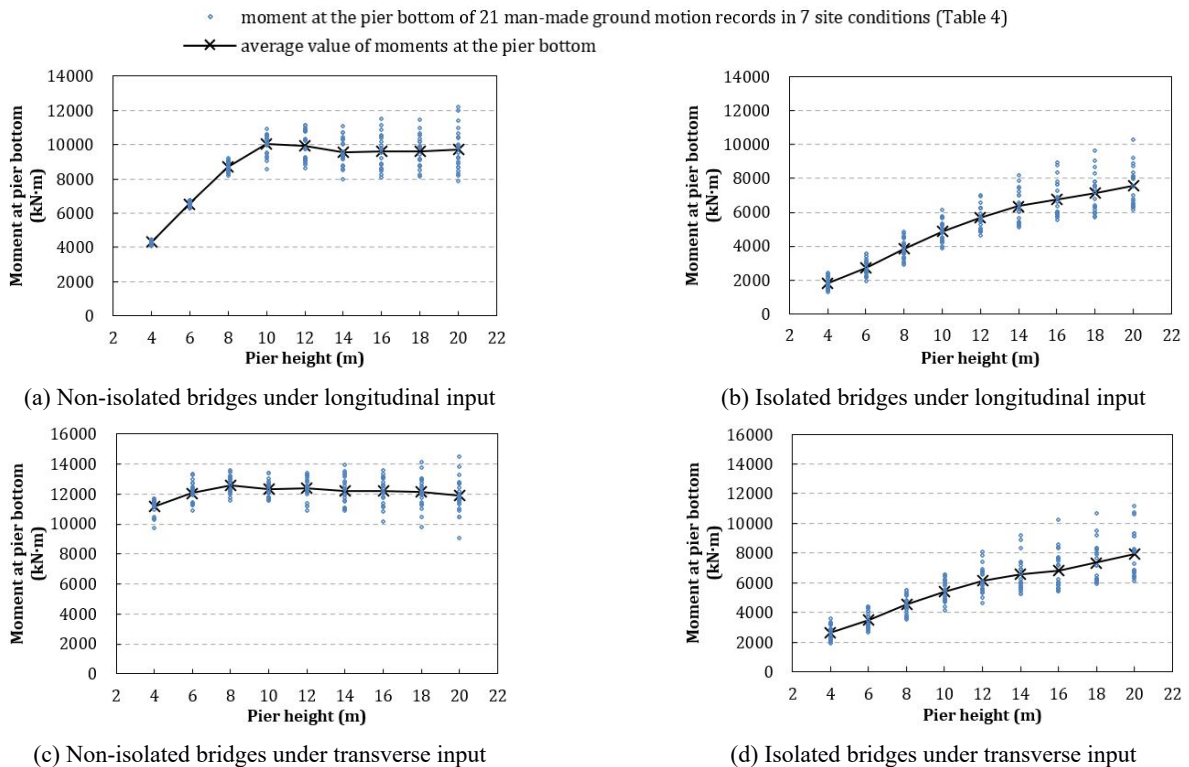 moment at the pier bottom of 21 man-made ground motion records in 7 site conditions (Table 4)
average value of moments at the pier bottom
14000
12000
10000
8000
6000
4000
2000
0
Moment at pier bottom
(kN·m)
2 4 6 8 10 12 14 16 18 20 22
Pier height (m)
(a) Non-isolated bridges under longitudinal input
14000
12000
10000
8000
6000
4000
2000
0
Moment at pier bottom
(kN·m)
2 4 6 8 10 12 14 16 18 20 22
Pier height (m)
(b) Isolated bridges under longitudinal input
16000
14000
12000
10000
8000
6000
4000
2000
0
Moment at pier bottom
(kN·m)
2 4 6 8 10 12 14 16 18 20 22
Pier height (m)
(c) Non-isolated bridges under transverse input
16000
14000
12000
10000
8000
6000
4000
2000
0
Moment at pier bottom
(kN·m)
2 4 6 8 10 12 14 16 18 20 22
Pier height (m)
(d) Isolated bridges under transverse input